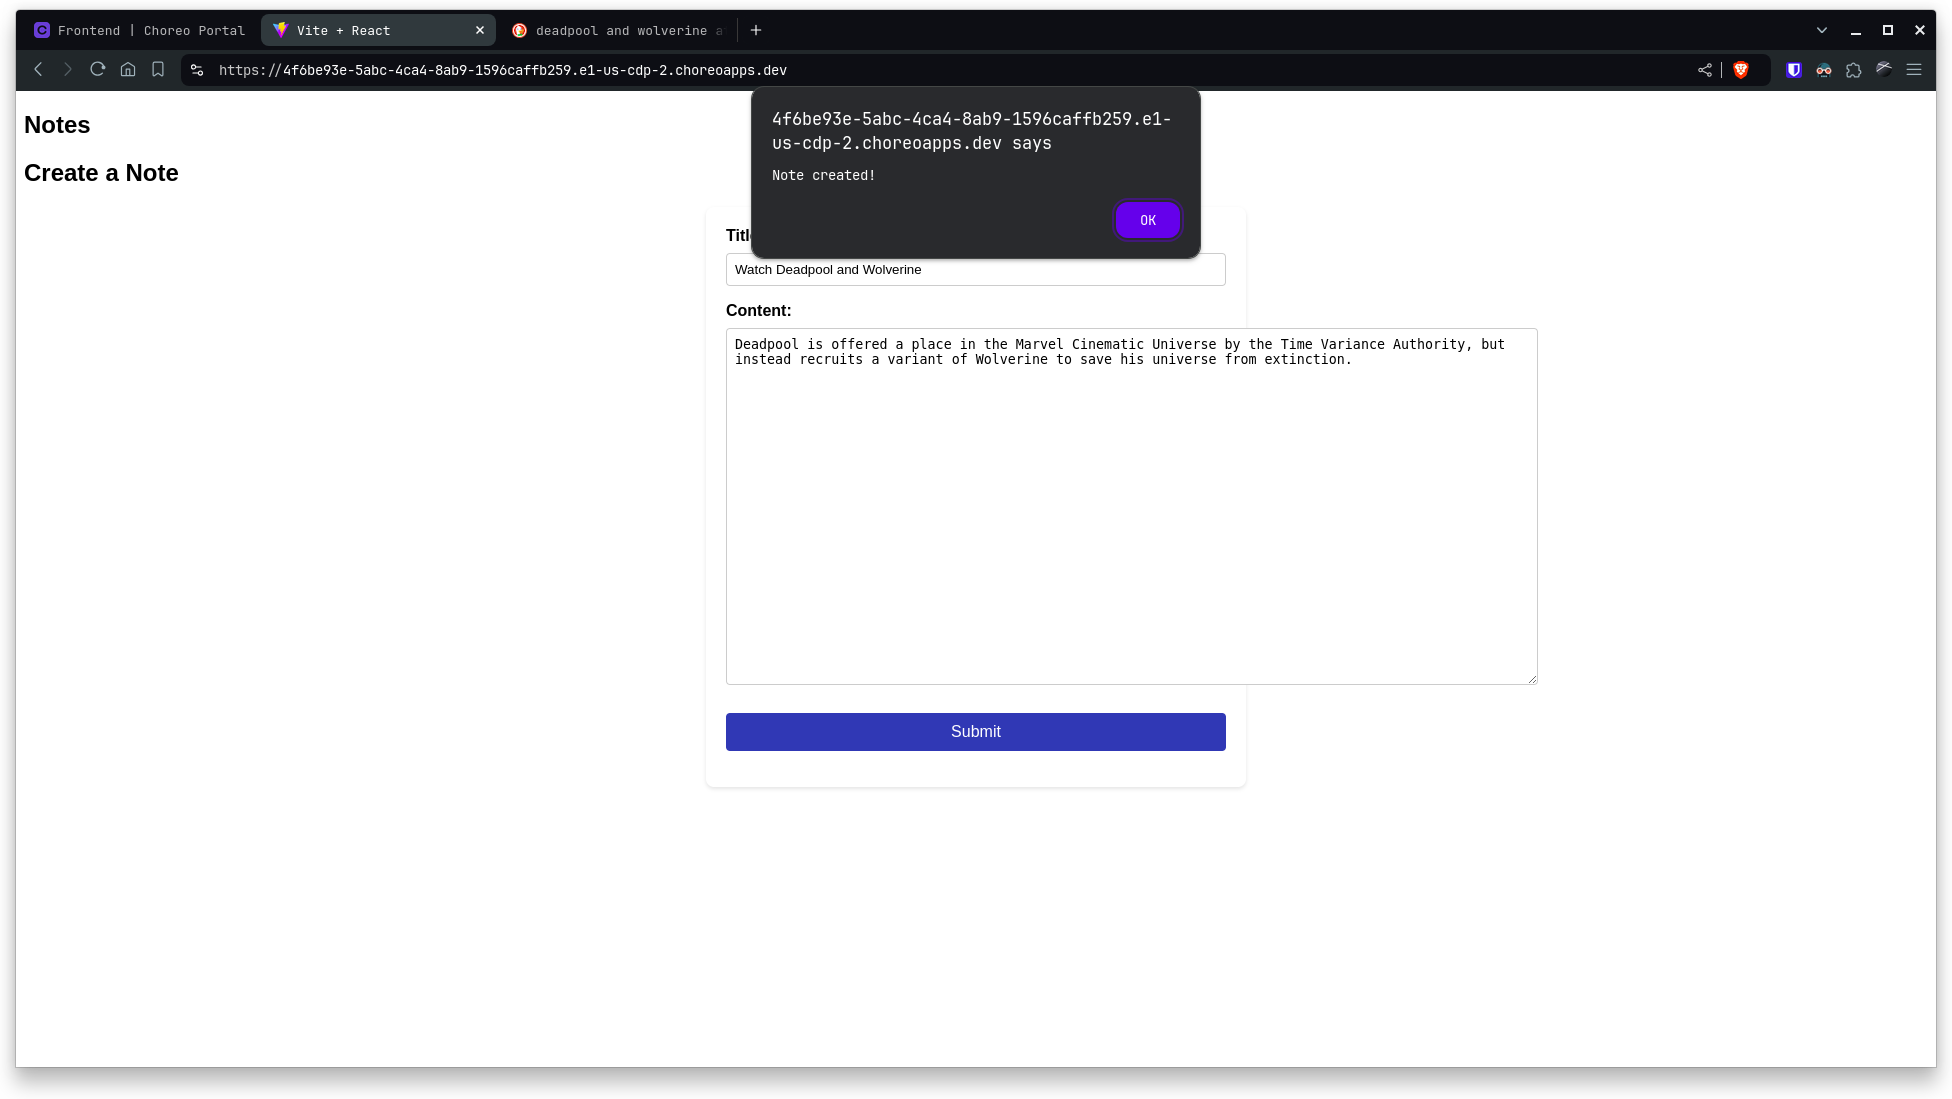 Frontend | Choreo Portal
Vite + React
deadpool and wolverine
https://4f6be93e-5abc-4ca4-8ab9-1596caffb259.e1-us-cdp-2.choreoapps.dev
4f6be93e-5abc-4ca4-8ab9-1596caffb259.e1-
us-cdp-2.choreoapps.dev says
Note created!
OK
Notes
Create a Note
Watch Deadpool and Wolverine
Content:
Deadpool is offered a place in the Marvel Cinematic Universe by the Time Variance Authority, but
instead recruits a variant of Wolverine to save his universe from extinction.
Submit